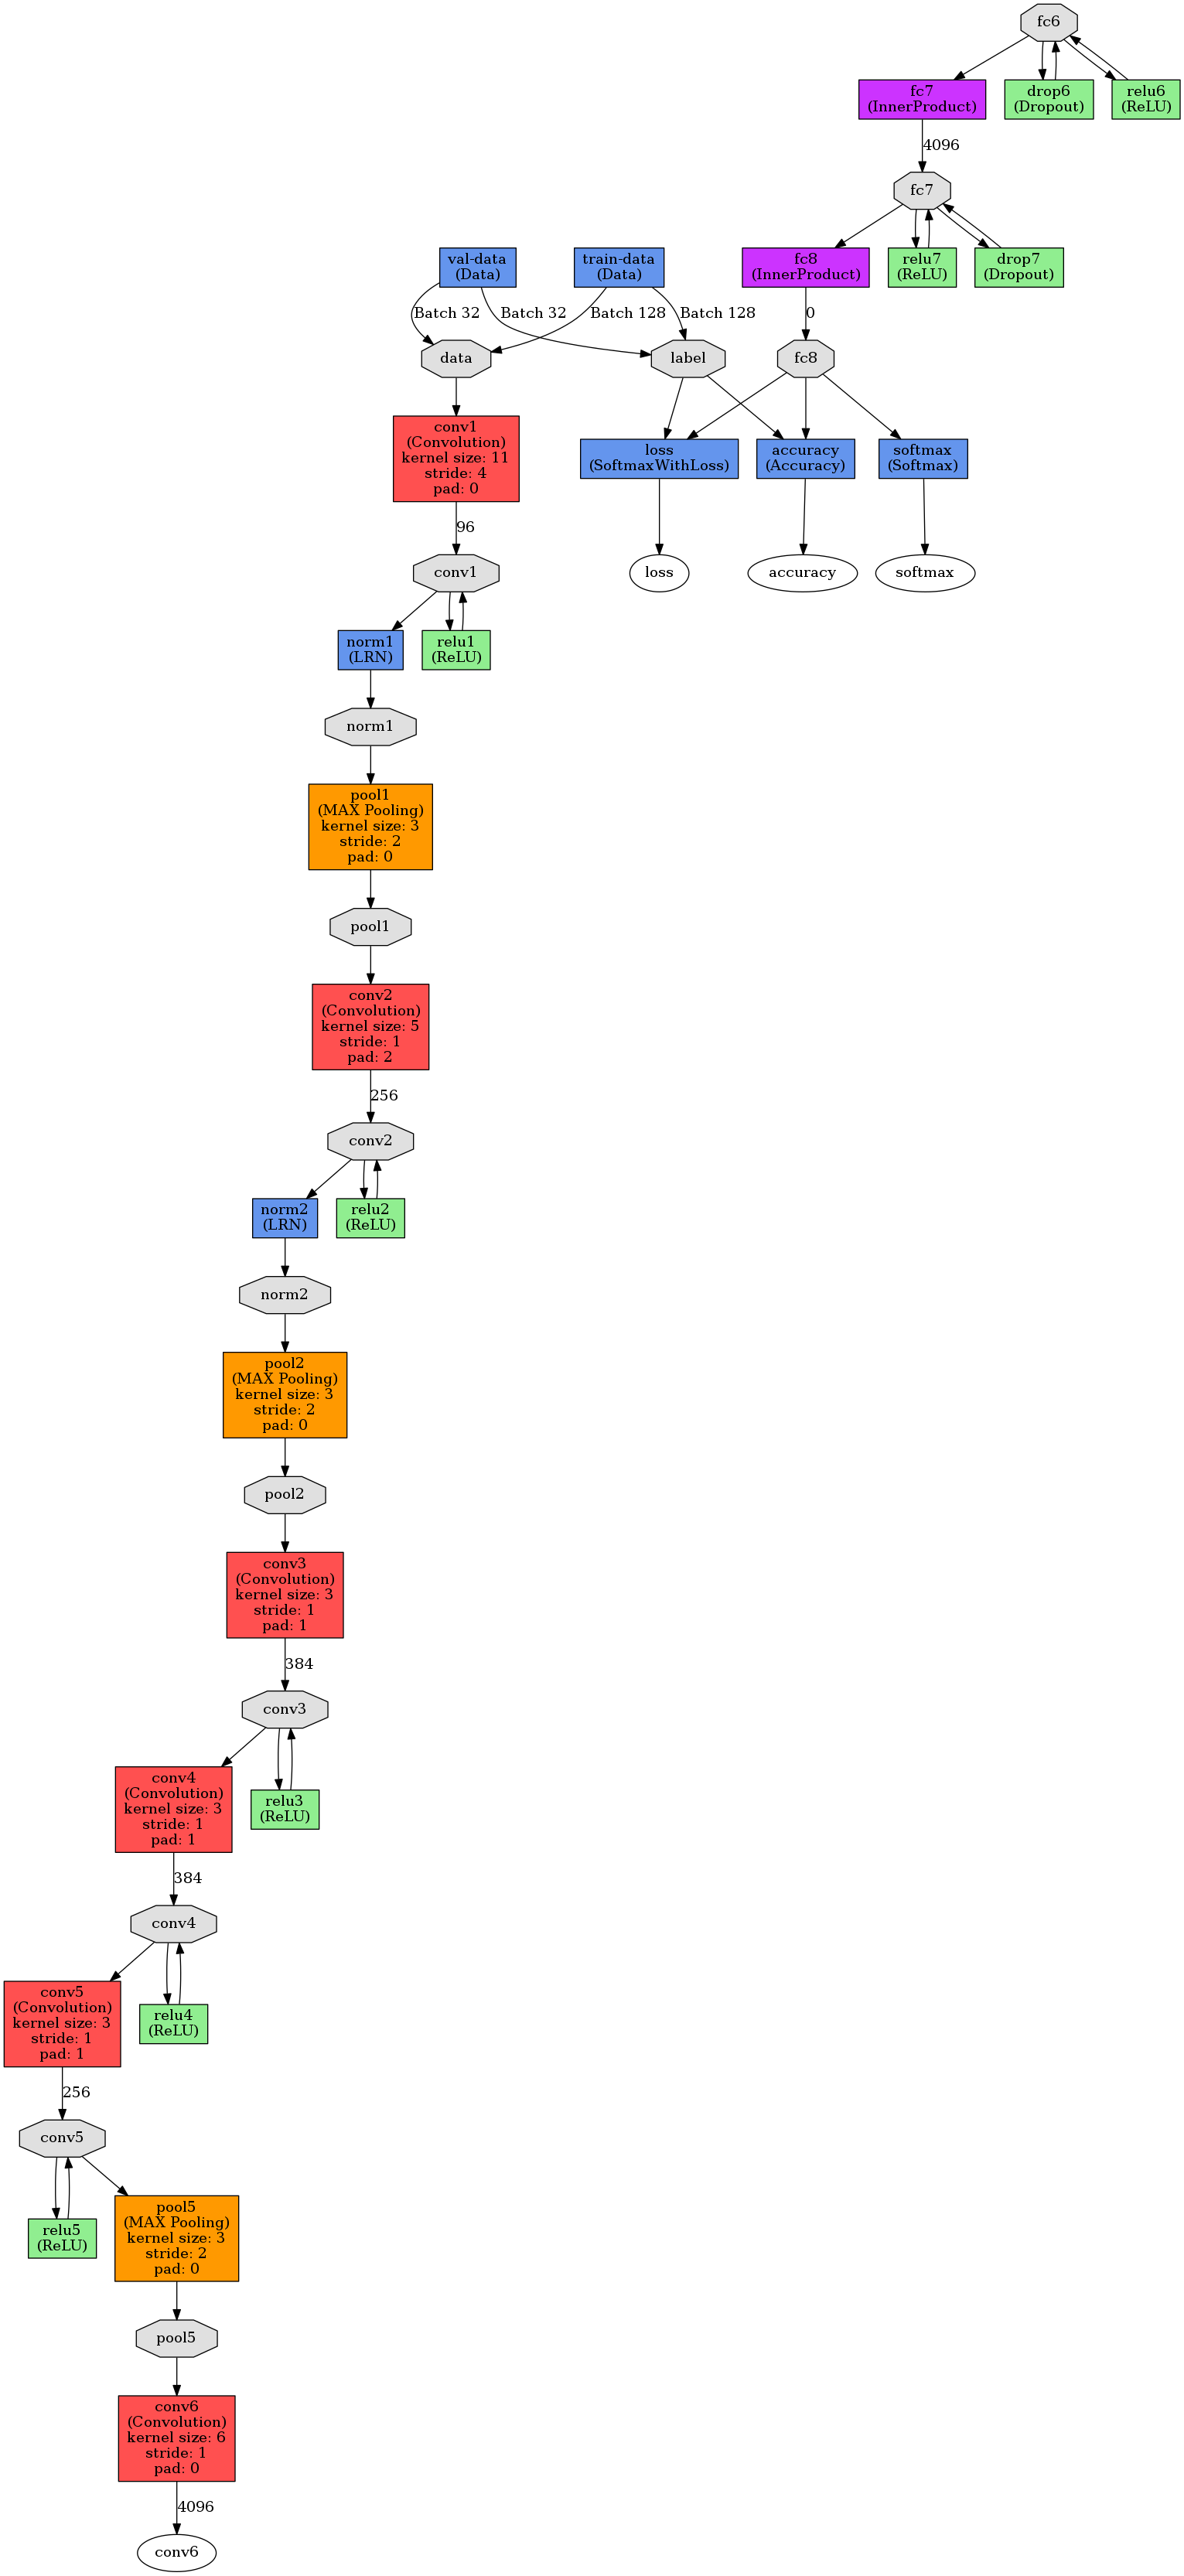 fc6
fc7
(InnerProduct)
drop6
(Dropout)
relu6
(ReLU)
4096
fc7
val-data
(Data)
train-data
(Data)
fc8
(InnerProduct)
relu7
(ReLU)
drop7
(Dropout)
Batch 32
Batch 32
Batch 128
Batch 128
0
data
label
fc8
conv1
(Convolution)
kernel size: 11
stride: 4
pad: 0
loss
(SoftmaxWithLoss)
accuracy
(Accuracy)
softmax
(Softmax)
96
conv1
loss
accuracy
softmax
norm1
(LRN)
relu1
(ReLU)
norm1
pool1
(MAX Pooling)
kernel size: 3
stride: 2
pad: 0
pool1
conv2
(Convolution)
kernel size: 5
stride: 1
pad: 2
256
conv2
norm2
(LRN)
relu2
(ReLU)
norm2
pool2
(MAX Pooling)
kernel size: 3
stride: 2
pad: 0
pool2
conv3
(Convolution)
kernel size: 3
stride: 1
pad: 1
384
conv3
conv4
(Convolution)
kernel size: 3
stride: 1
pad: 1
relu3
(ReLU)
384
conv4
conv5
(Convolution)
kernel size: 3
stride: 1
pad: 1
relu4
(ReLU)
256
conv5
relu5
(ReLU)
pool5
(MAX Pooling)
kernel size: 3
stride: 2
pad: 0
pool5
conv6
(Convolution)
kernel size: 6
stride: 1
pad: 0
4096
conv6